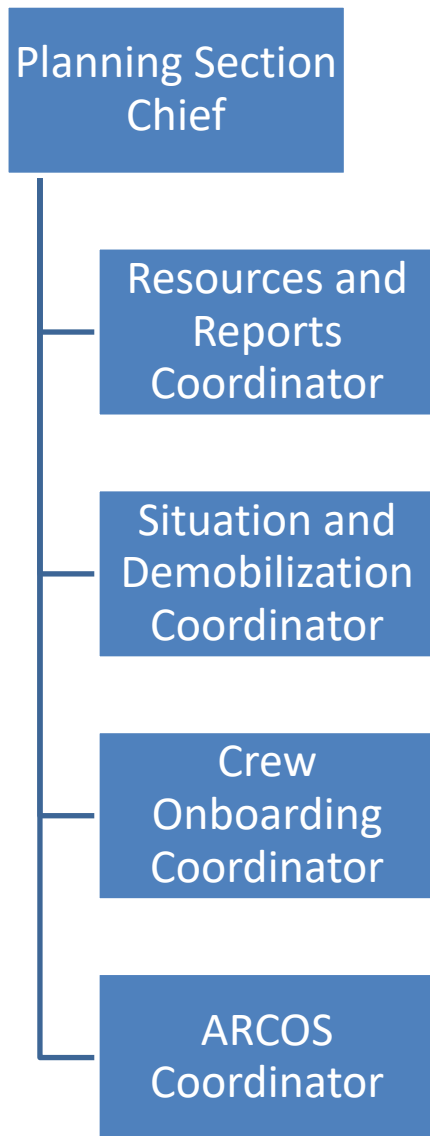 Planning Section
Chief
Resources and
Reports
Coordinator
Situation and
Demobilization
Coordinator
Crew
Onboarding
Coordinator
ARCOS
Coordinator